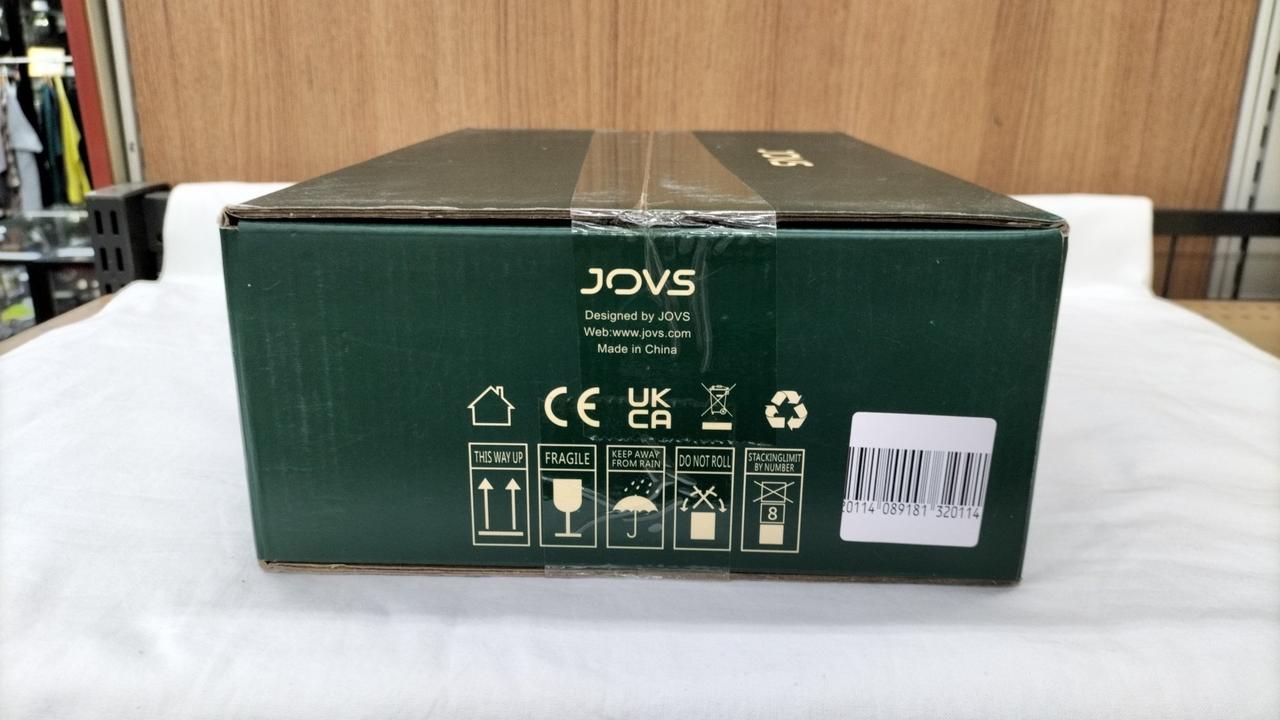 JOVS
JOVS
Designed by JOVS
Web:www.jovs.com
Made in China
CE
UK
CA
THIS WAY UP
FRAGILE
KEEP AWAY
FROM RAIN
DO NOT ROLL
STACKINGLIMIT
BY NUMBER
8
20114 089181 320114